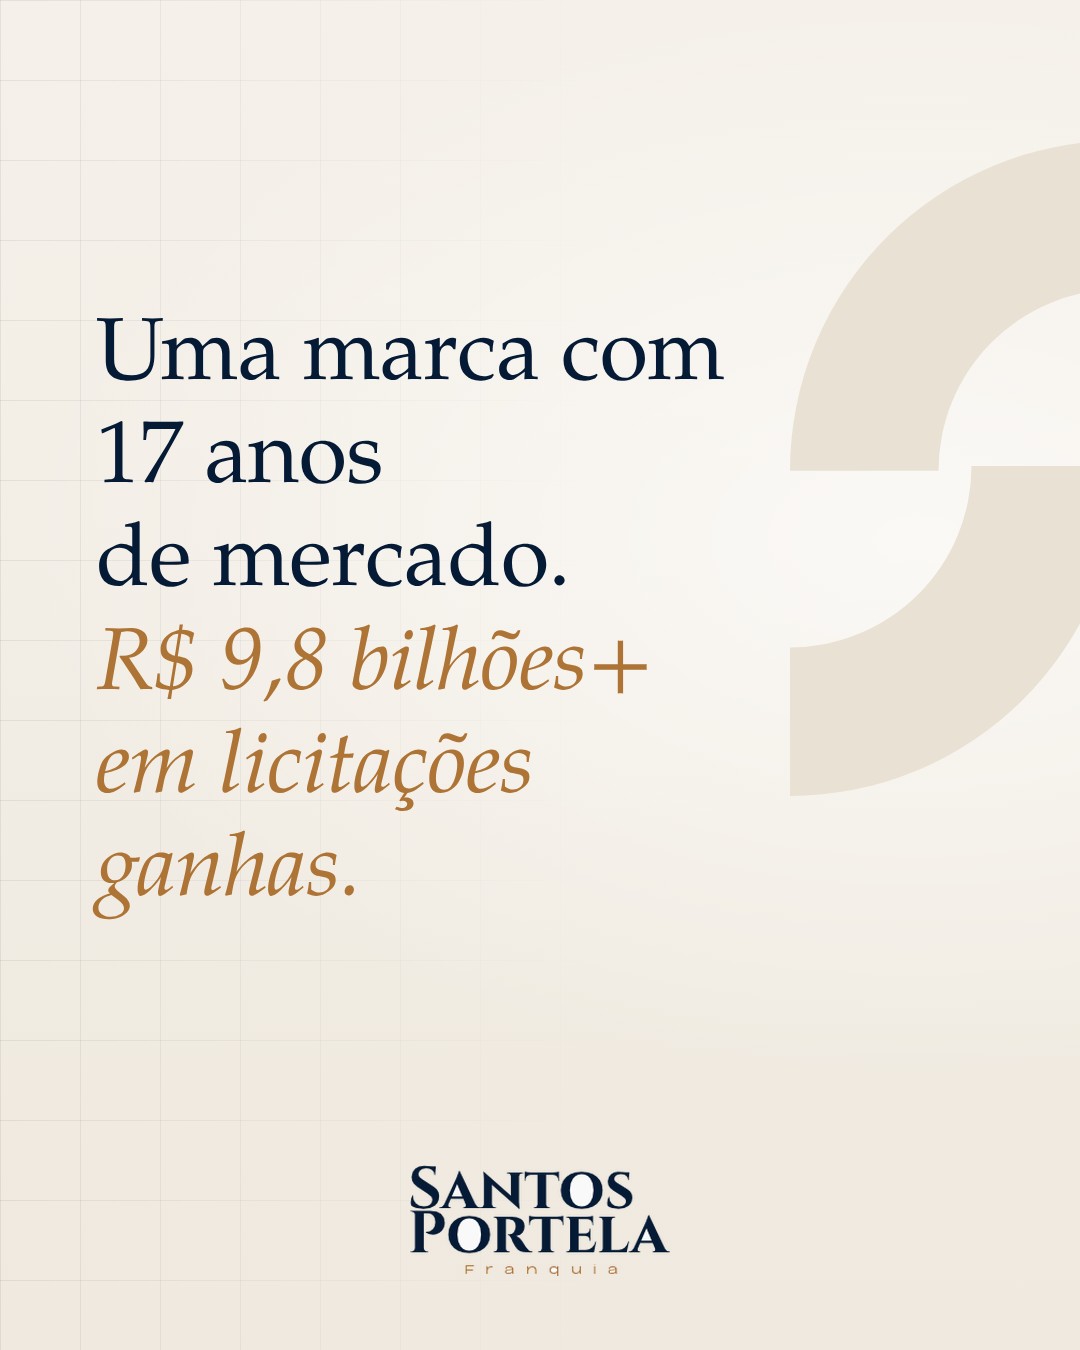 Uma marca com
17 anos
de mercado.
R$ 9,8 bilhões+
em licitações
ganhas.
SANTOS
PORTELA
Franquia